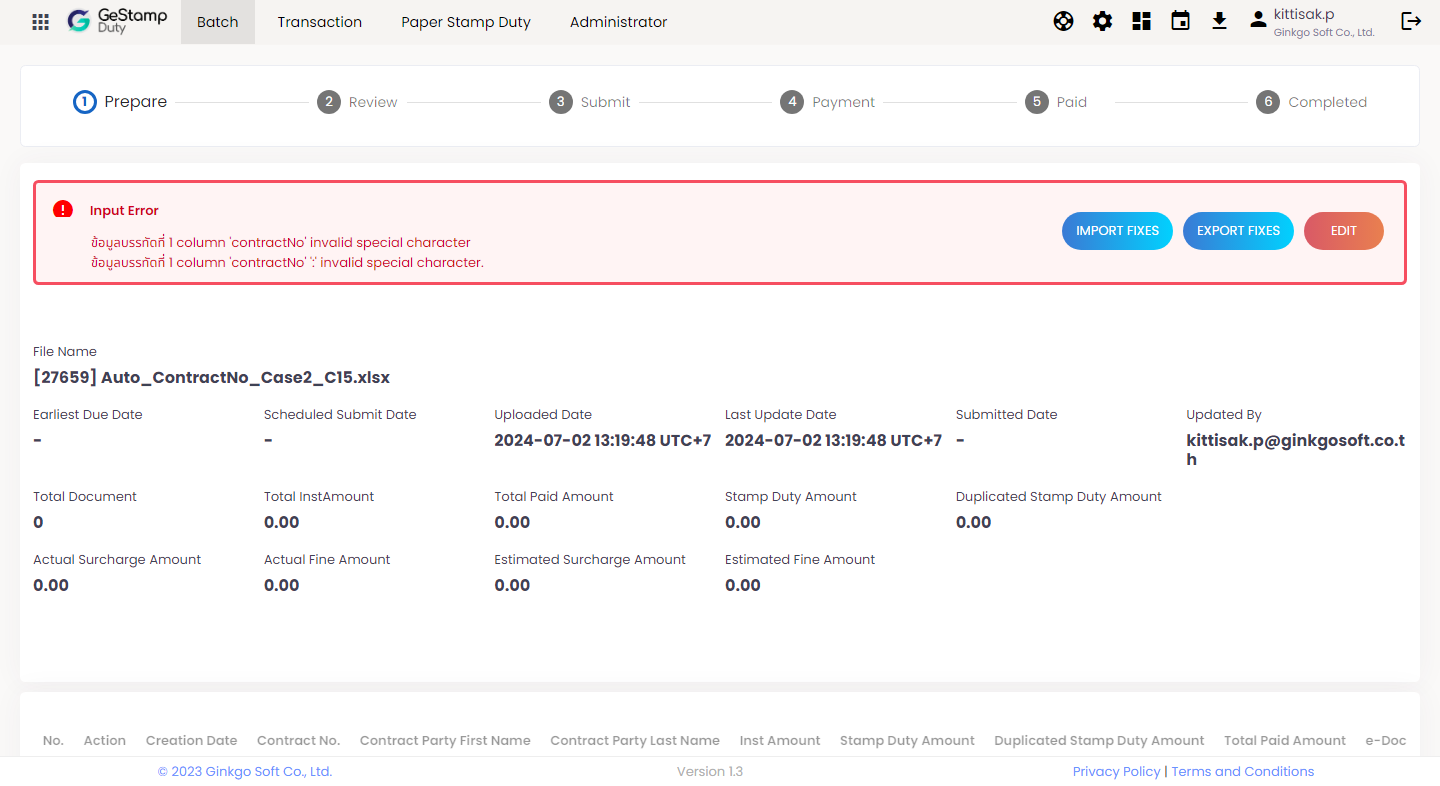 GeStamp
Duty
Batch
Transaction
Paper Stamp Duty
Administrator
kittisak.p
Ginkgo Soft Co., Ltd.
1 Prepare
2 Review
3 Submit
4 Payment
5 Paid
6 Completed
Input Error
ข้อมูลบรรทัดที่ 1 column 'contractNo' invalid special character
ข้อมูลบรรทัดที่ 1 column 'contractNo' ':' invalid special character.
IMPORT FIXES
EXPORT FIXES
EDIT
File Name
[27659] Auto_ContractNo_Case2_C15.xlsx
Earliest Due Date
-
Scheduled Submit Date
-
Uploaded Date
2024-07-02 13:19:48 UTC+7
Last Update Date
2024-07-02 13:19:48 UTC+7
Submitted Date
-
Updated By
kittisak.p@ginkgosoft.co.t
h
Total Document
0
Total InstAmount
0.00
Total Paid Amount
0.00
Stamp Duty Amount
0.00
Duplicated Stamp Duty Amount
0.00
Actual Surcharge Amount
0.00
Actual Fine Amount
0.00
Estimated Surcharge Amount
0.00
Estimated Fine Amount
0.00
No. Action Creation Date Contract No. Contract Party First Name Contract Party Last Name Inst Amount Stamp Duty Amount Duplicated Stamp Duty Amount Total Paid Amount e-Doc
© 2023 Ginkgo Soft Co., Ltd.
Version 1.3
Privacy Policy | Terms and Conditions